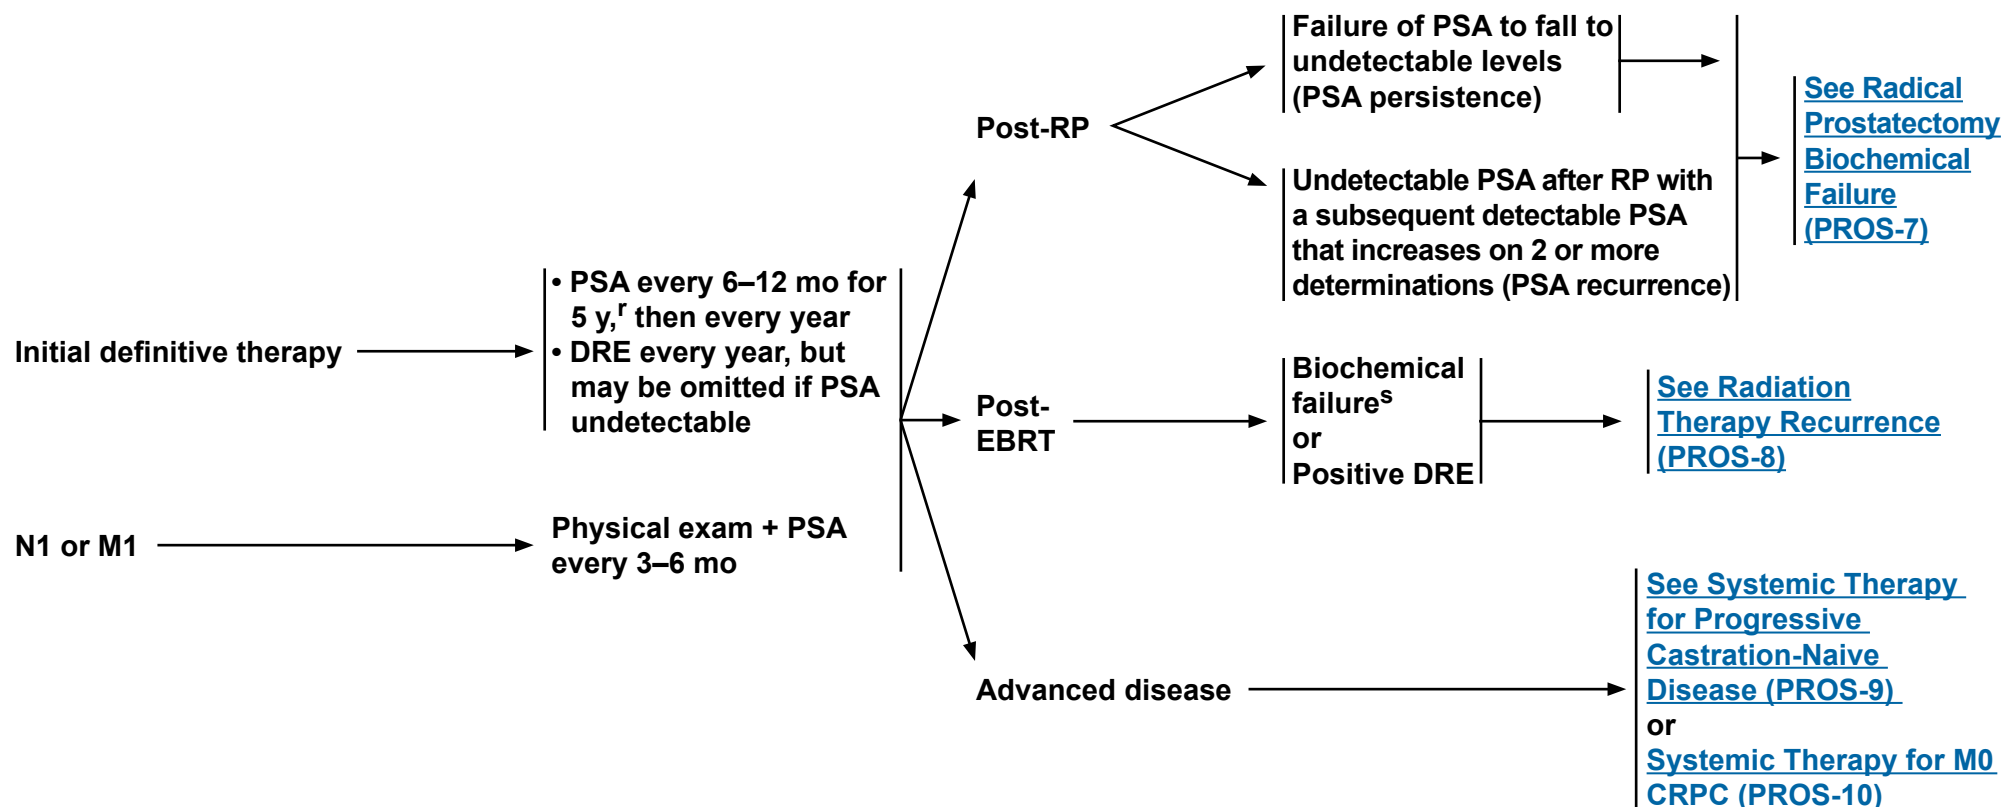 Initial definitive therapy
• PSA every 6–12 mo for
5 y,r then every year
• DRE every year, but
may be omitted if PSA
undetectable
N1 or M1
Physical exam + PSA
every 3–6 mo
Post-RP
Failure of PSA to fall to
undetectable levels
(PSA persistence)
Undetectable PSA after RP with
a subsequent detectable PSA
that increases on 2 or more
determinations (PSA recurrence)
See Radical
Prostatectomy
Biochemical
Failure
(PROS-7)
Post-
EBRT
Biochemical
failures
or
Positive DRE
See Radiation
Therapy Recurrence
(PROS-8)
Advanced disease
See Systemic Therapy
for Progressive
Castration-Naive
Disease (PROS-9)
or
Systemic Therapy for M0
CRPC (PROS-10)